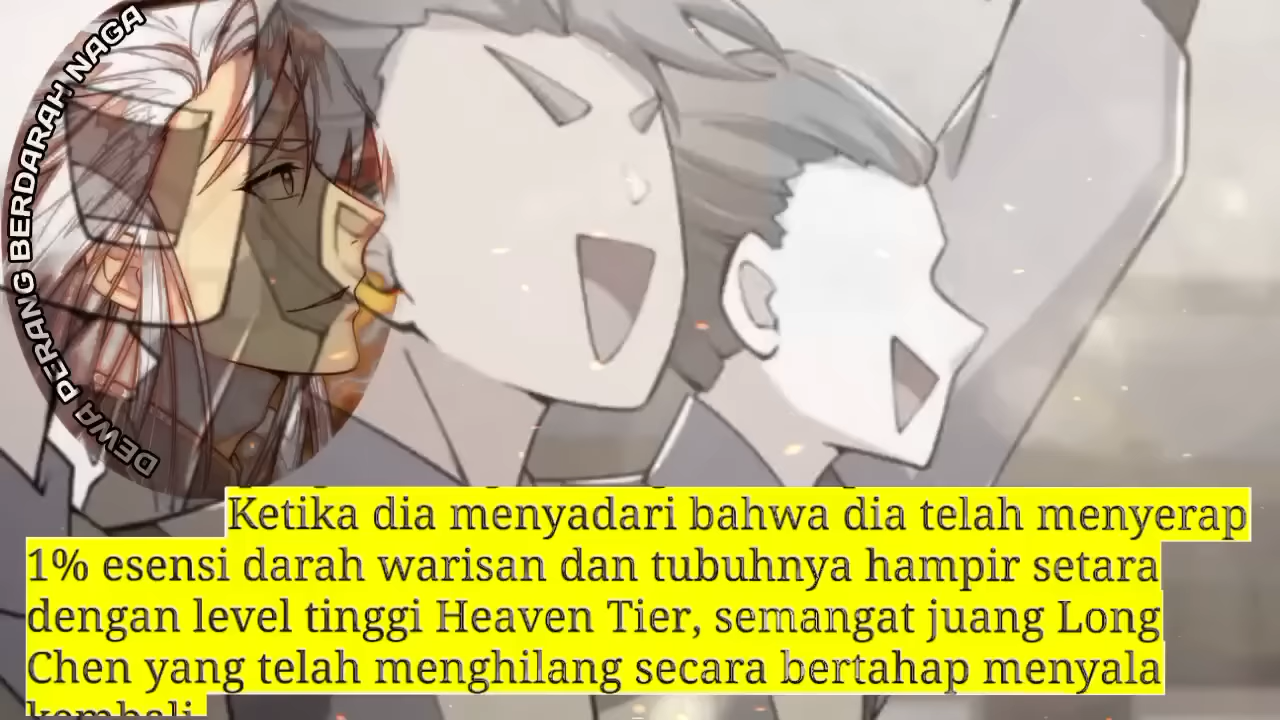 DEWA PERANG BERDARAH NAGA
Ketika dia menyadari bahwa dia telah menyerap
1% esensi darah warisan dan tubuhnya hampir setara
dengan level tinggi Heaven Tier, semangat juang Long
Chen yang telah menghilang secara bertahap menyala
kembali.